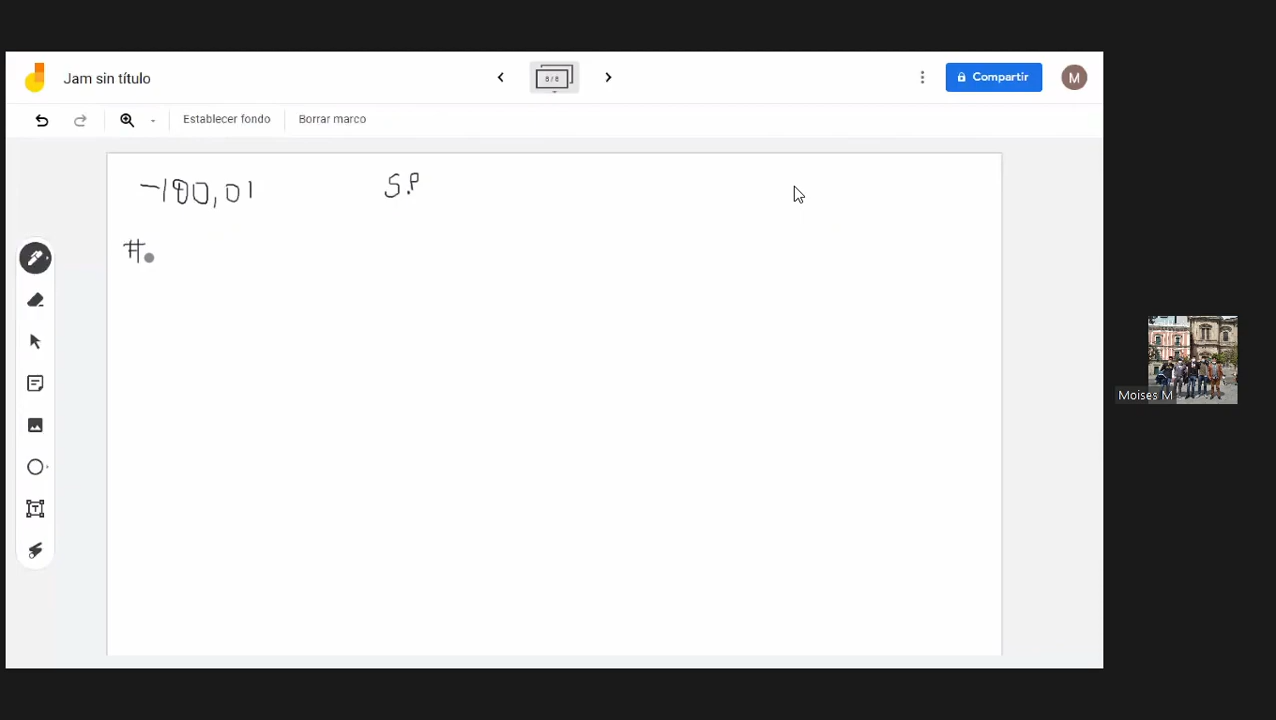 Jam sin título
Compartir
M
Establecer fondo
Borrar marco
-100,01 S.P
#
Moises M